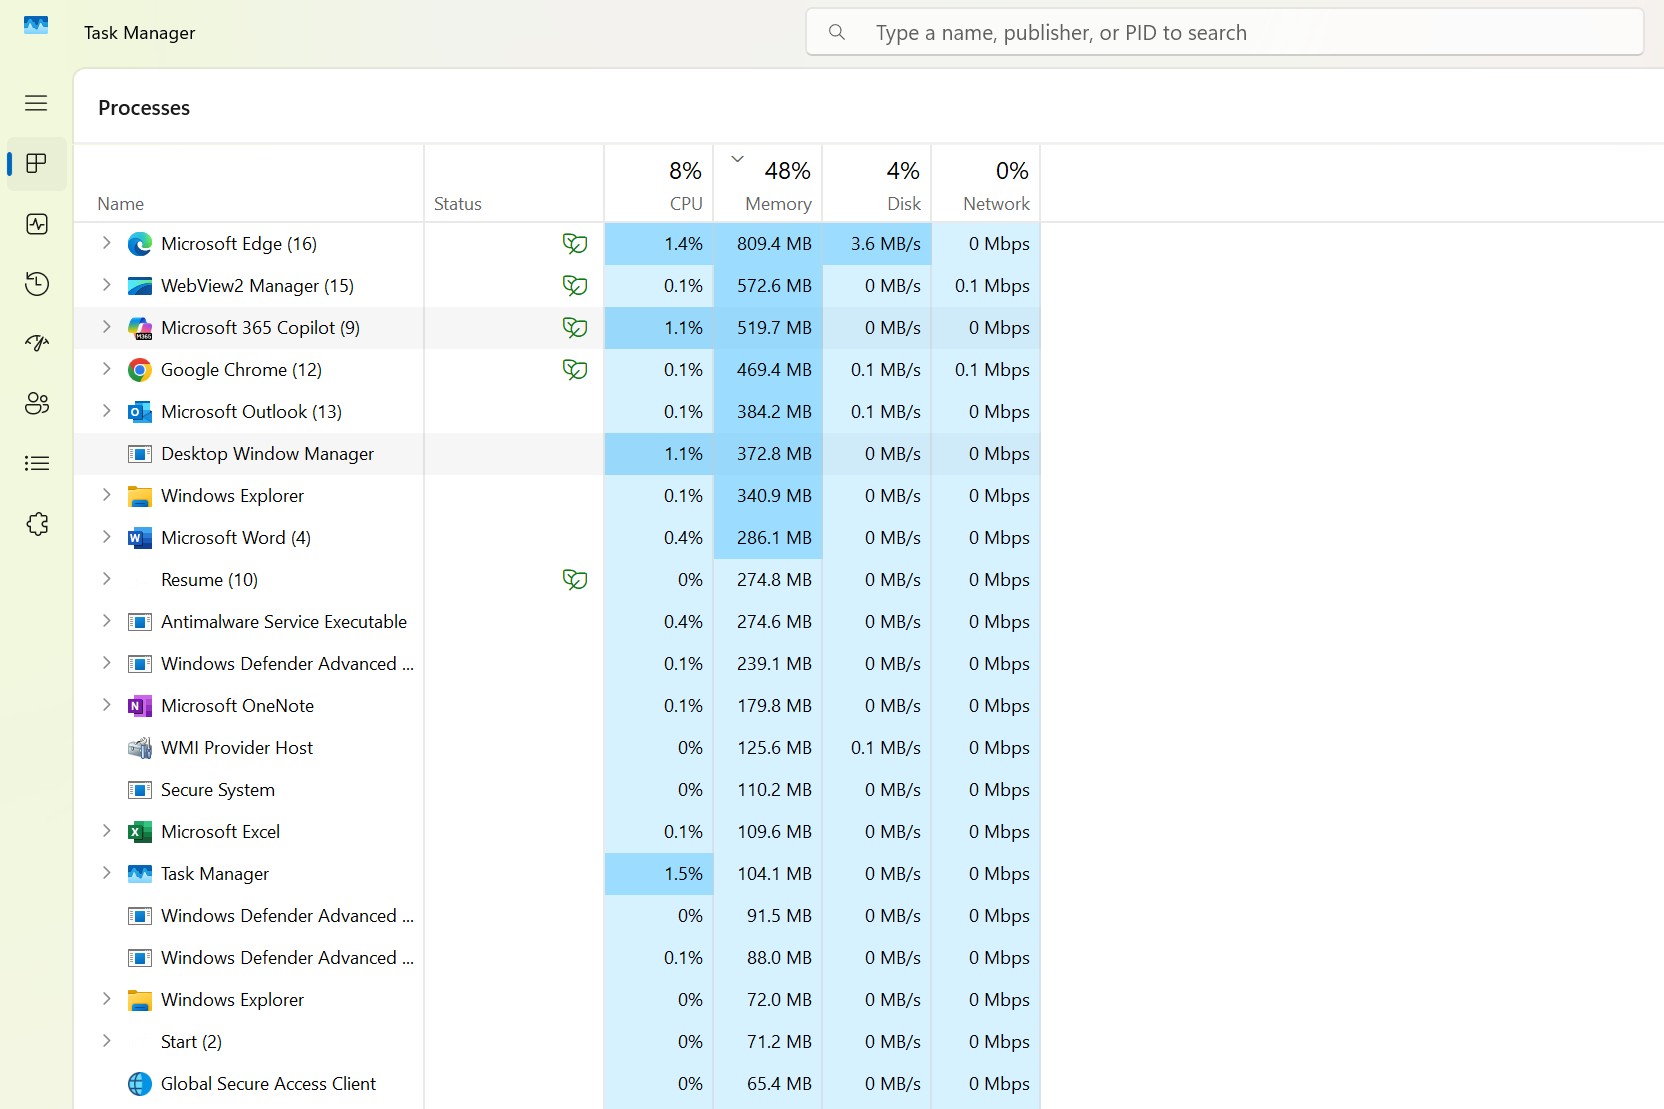 Task Manager
Type a name, publisher, or PID to search
Processes
8% 48% 4% 0%
Name Status CPU Memory Disk Network
Microsoft Edge (16) 1.4% 809.4 MB 3.6 MB/s 0 Mbps
WebView2 Manager (15) 0.1% 572.6 MB 0 MB/s 0.1 Mbps
M365 Microsoft 365 Copilot (9) 1.1% 519.7 MB 0 MB/s 0 Mbps
Google Chrome (12) 0.1% 469.4 MB 0.1 MB/s 0.1 Mbps
Microsoft Outlook (13) 0.1% 384.2 MB 0.1 MB/s 0 Mbps
Desktop Window Manager 1.1% 372.8 MB 0 MB/s 0 Mbps
Windows Explorer 0.1% 340.9 MB 0 MB/s 0 Mbps
Microsoft Word (4) 0.4% 286.1 MB 0 MB/s 0 Mbps
Resume (10) 0% 274.8 MB 0 MB/s 0 Mbps
Antimalware Service Executable 0.4% 274.6 MB 0 MB/s 0 Mbps
Windows Defender Advanced ... 0.1% 239.1 MB 0 MB/s 0 Mbps
Microsoft OneNote 0.1% 179.8 MB 0 MB/s 0 Mbps
WMI Provider Host 0% 125.6 MB 0.1 MB/s 0 Mbps
Secure System 0% 110.2 MB 0 MB/s 0 Mbps
Microsoft Excel 0.1% 109.6 MB 0 MB/s 0 Mbps
Task Manager 1.5% 104.1 MB 0 MB/s 0 Mbps
Windows Defender Advanced ... 0% 91.5 MB 0 MB/s 0 Mbps
Windows Defender Advanced ... 0.1% 88.0 MB 0 MB/s 0 Mbps
Windows Explorer 0% 72.0 MB 0 MB/s 0 Mbps
Start (2) 0% 71.2 MB 0 MB/s 0 Mbps
Global Secure Access Client 0% 65.4 MB 0 MB/s 0 Mbps